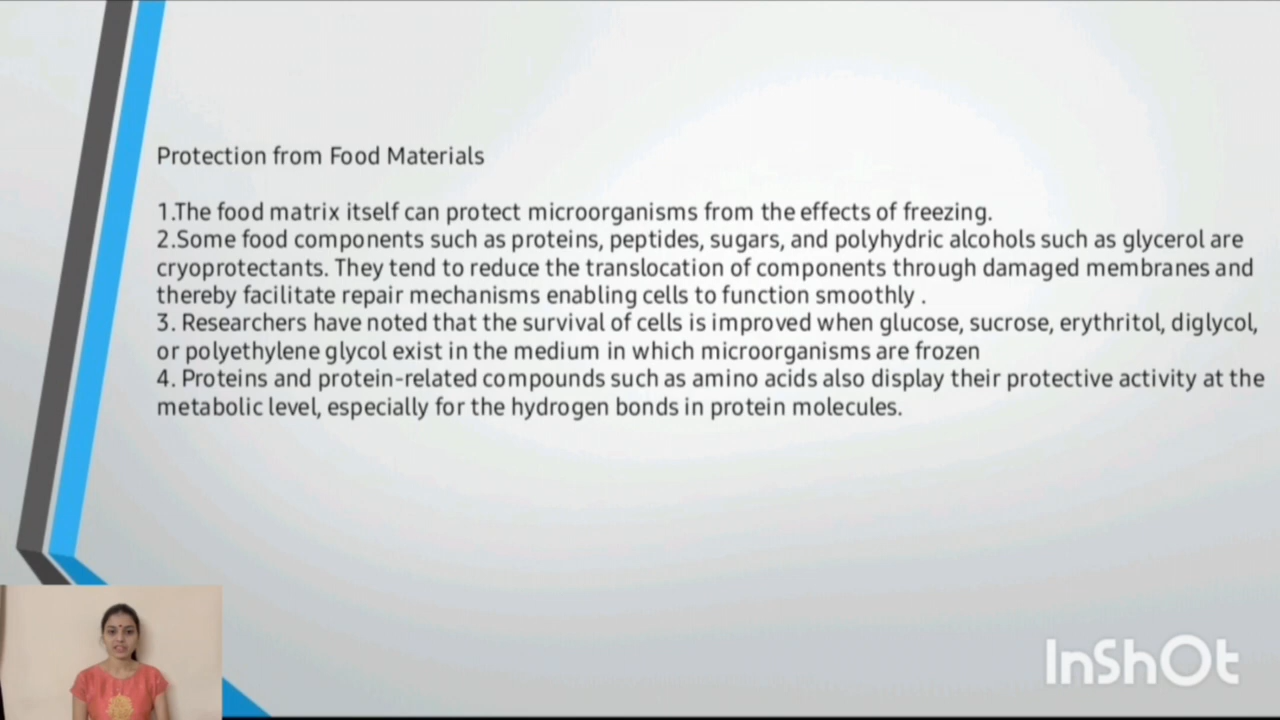 Protection from Food Materials
1.The food matrix itself can protect microorganisms from the effects of freezing.
2.Some food components such as proteins, peptides, sugars, and polyhydric alcohols such as glycerol are
cryoprotectants. They tend to reduce the translocation of components through damaged membranes and
thereby facilitate repair mechanisms enabling cells to function smoothly .
3. Researchers have noted that the survival of cells is improved when glucose, sucrose, erythritol, diglycol,
or polyethylene glycol exist in the medium in which microorganisms are frozen
4. Proteins and protein-related compounds such as amino acids also display their protective activity at the
metabolic level, especially for the hydrogen bonds in protein molecules.
InShOt